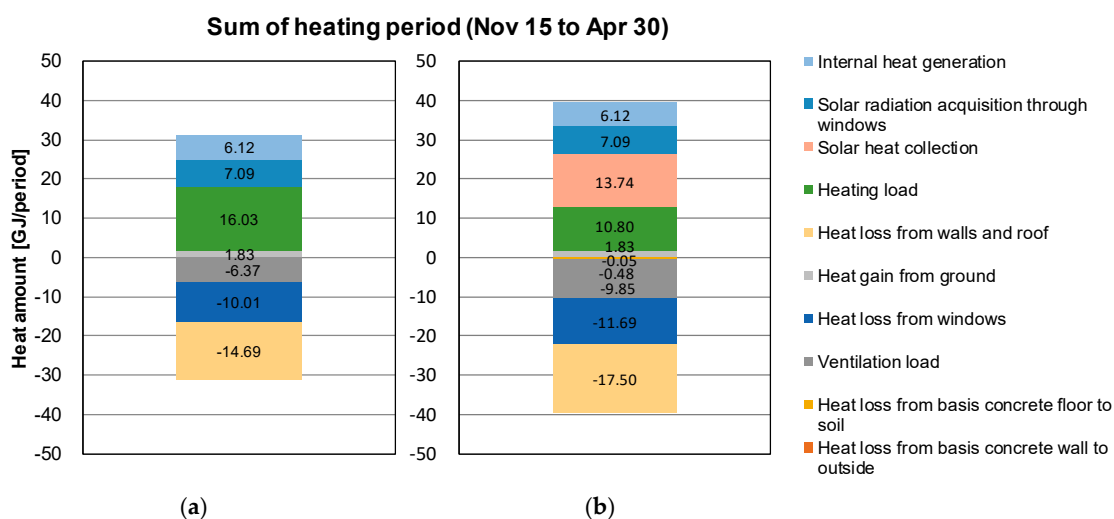 Sum of heating period (Nov 15 to Apr 30)
Heat amount [GJ/period]
50
40
30
20
10
0
-10
-20
-30
-40
-50
6.12
7.09
16.03
1.83
-6.37
-10.01
-14.69
(a)
50
40
30
20
10
0
-10
-20
-30
-40
-50
6.12
7.09
13.74
10.80
1.83
-0.05
-0.48
-9.85
-11.69
-17.50
(b)
Internal heat generation
Solar radiation acquisition through
windows
Solar heat collection
Heating load
Heat loss from walls and roof
Heat gain from ground
Heat loss from windows
Ventilation load
Heat loss from basis concrete floor to
soil
Heat loss from basis concrete wall to
outside